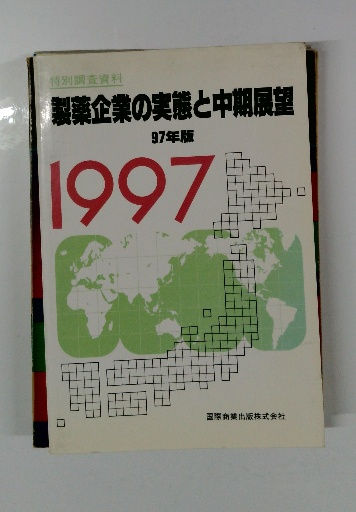 特別調査資料
製薬企業の実態と中期展望
97年版
1997
国際商業出版株式会社